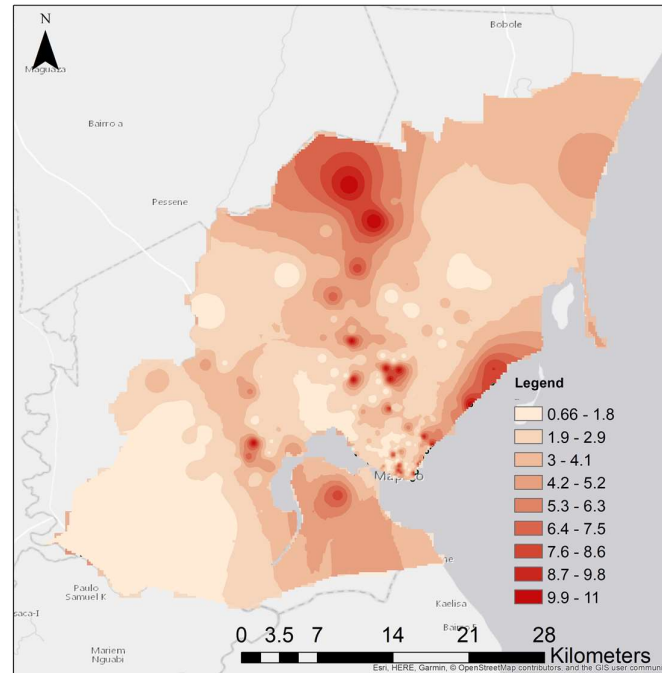 N
Bobole
Maguaza
Bairro a
Pessene
Legend
0.66 - 1.8
1.9 - 2.9
3 - 4.1
4.2 - 5.2
5.3 - 6.3
6.4 - 7.5
7.6 - 8.6
8.7 - 9.8
9.9 - 11
Paulo
Samuel K
Kaelisa
saca-I
Mariem
Nguabi
0 3.5 7 14 21 28
Kilometers
Esri, HERE, Garmin, © OpenStreetMap contributors, and the GIS user commun